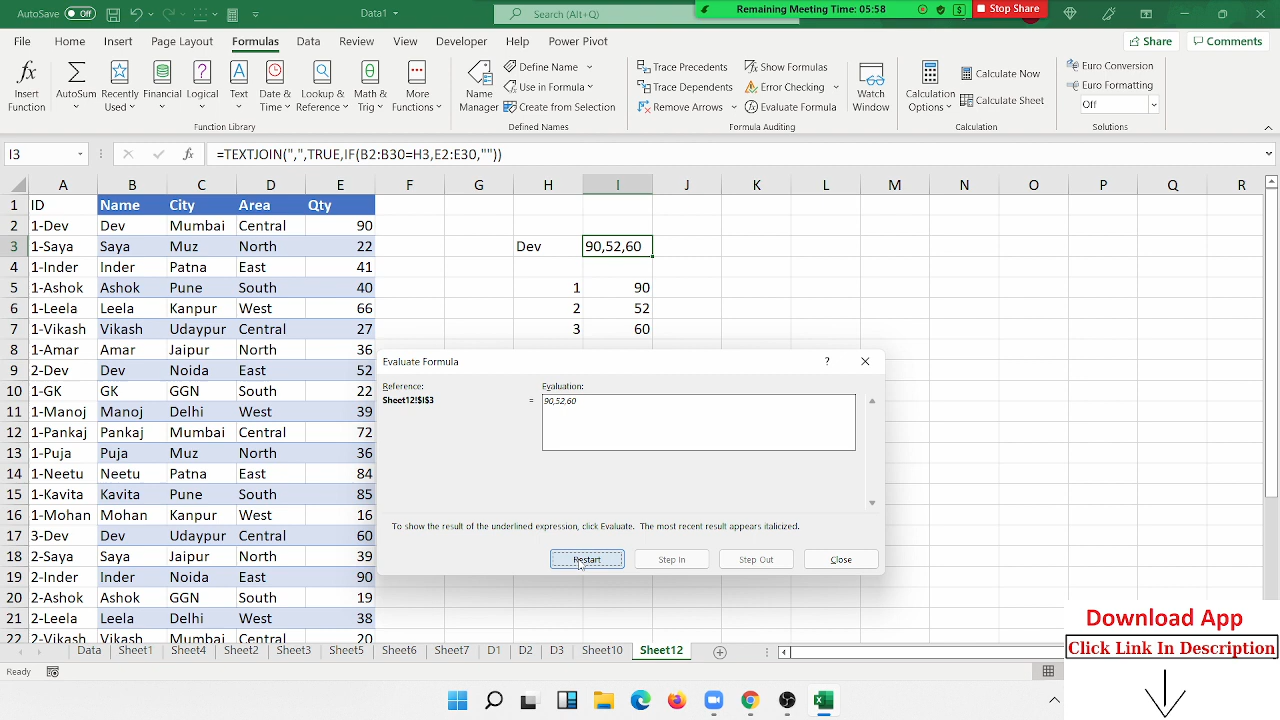 AutoSave Off Data1 Search (Alt+Q) Remaining Meeting Time: 05:58 Stop Share
File Home Insert Page Layout Formulas Data Review View Developer Help Power Pivot Share Comments
Insert Function
AutoSum
Recently Used
Financial
Logical
Text
Date & Time
Lookup & Reference
Math & Trig
More Functions
Function Library
Name Manager
Define Name
Use in Formula
Create from Selection
Defined Names
Trace Precedents
Trace Dependents
Remove Arrows
Show Formulas
Error Checking
Evaluate Formula
Formula Auditing
Watch Window
Calculation Options
Calculate Now
Calculate Sheet
Calculation
Euro Conversion
Euro Formatting
Off
Solutions
I3 fx =TEXTJOIN(",",TRUE,IF(B2:B30=H3,E2:E30,""))
A B C D E F G H I J K L M N O P Q R
1 ID Name City Area Qty
2 1-Dev Dev Mumbai Central 90
3 1-Saya Saya Muz North 22 Dev 90,52,60
4 1-Inder Inder Patna East 41
5 1-Ashok Ashok Pune South 40 1 90
6 1-Leela Leela Kanpur West 66 2 52
7 1-Vikash Vikash Udaypur Central 27 3 60
8 1-Amar Amar Jaipur North 36
9 2-Dev Dev Noida East 52
10 1-GK GK GGN South 22
11 1-Manoj Manoj Delhi West 39
12 1-Pankaj Pankaj Mumbai Central 72
13 1-Puja Puja Muz North 36
14 1-Neetu Neetu Patna East 84
15 1-Kavita Kavita Pune South 85
16 1-Mohan Mohan Kanpur West 16
17 3-Dev Dev Udaypur Central 60
18 2-Saya Saya Jaipur North 39
19 2-Inder Inder Noida East 90
20 2-Ashok Ashok GGN South 19
21 2-Leela Leela Delhi West 38
22 2-Vikash Vikash Mumbai Central 20
Evaluate Formula ?
Reference: Evaluation:
Sheet12!$I$3 = 90,52,60
To show the result of the underlined expression, click Evaluate. The most recent result appears italicized.
Restart Step In Step Out Close
Data Sheet1 Sheet4 Sheet2 Sheet3 Sheet5 Sheet6 Sheet7 D1 D2 D3 Sheet10 Sheet12
Ready
Download App
Click Link In Description